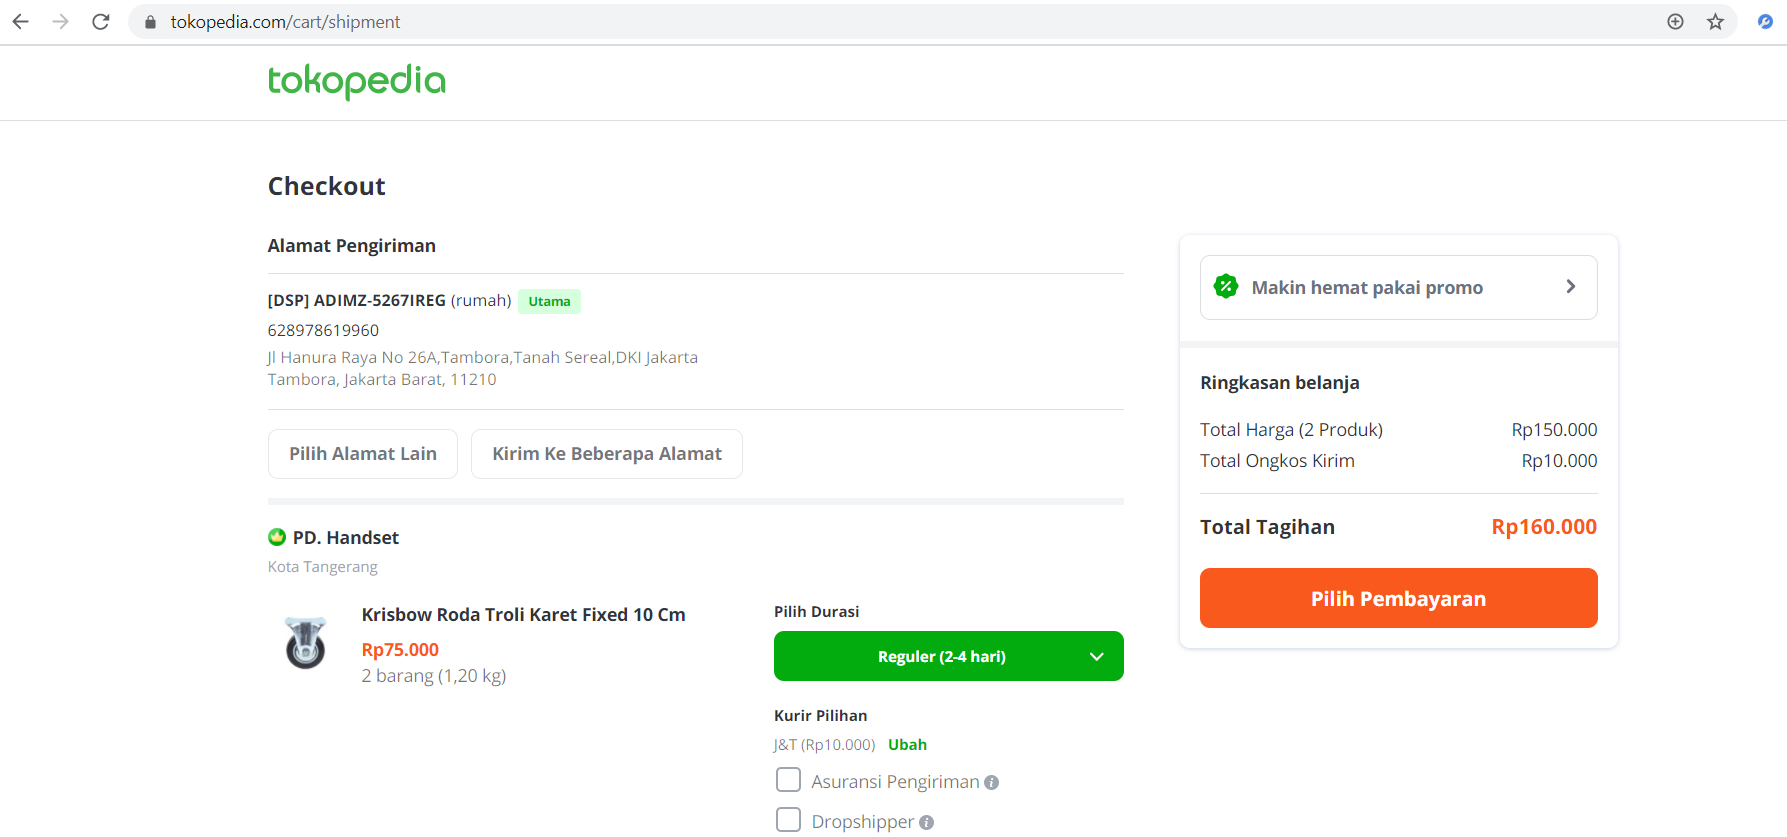 tokopedia.com/cart/shipment
tokopedia
Checkout
Alamat Pengiriman
[DSP] ADIMZ-5267IREG (rumah) Utama
628978619960
Jl Hanura Raya No 26A,Tambora,Tanah Sereal,DKI Jakarta
Tambora, Jakarta Barat, 11210
Pilih Alamat Lain
Kirim Ke Beberapa Alamat
PD. Handset
Kota Tangerang
Krisbow Roda Troli Karet Fixed 10 Cm
Rp75.000
2 barang (1,20 kg)
Pilih Durasi
Reguler (2-4 hari)
Kurir Pilihan
J&T (Rp10.000) Ubah
Asuransi Pengiriman
Dropshipper
Makin hemat pakai promo
Ringkasan belanja
Total Harga (2 Produk) Rp150.000
Total Ongkos Kirim Rp10.000
Total Tagihan Rp160.000
Pilih Pembayaran